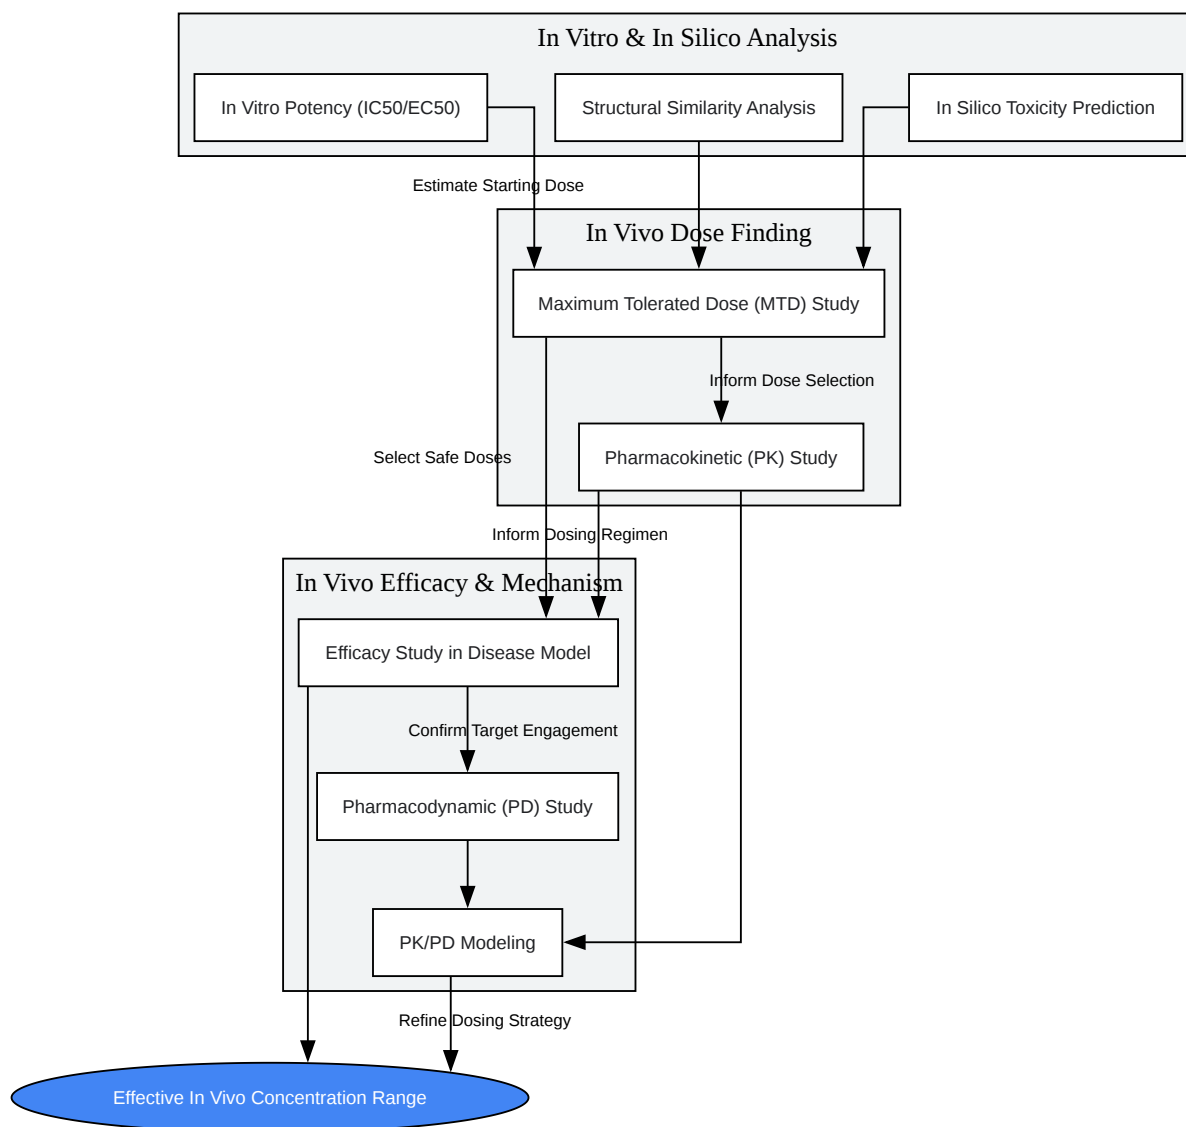 In Vitro & In Silico Analysis
In Vitro Potency (IC50/EC50)
Structural Similarity Analysis
In Silico Toxicity Prediction
Estimate Starting Dose
In Vivo Dose Finding
Maximum Tolerated Dose (MTD) Study
Inform Dose Selection
Select Safe Doses
Pharmacokinetic (PK) Study
Inform Dosing Regimen
In Vivo Efficacy & Mechanism
Efficacy Study in Disease Model
Confirm Target Engagement
Pharmacodynamic (PD) Study
PK/PD Modeling
Refine Dosing Strategy
Effective In Vivo Concentration Range